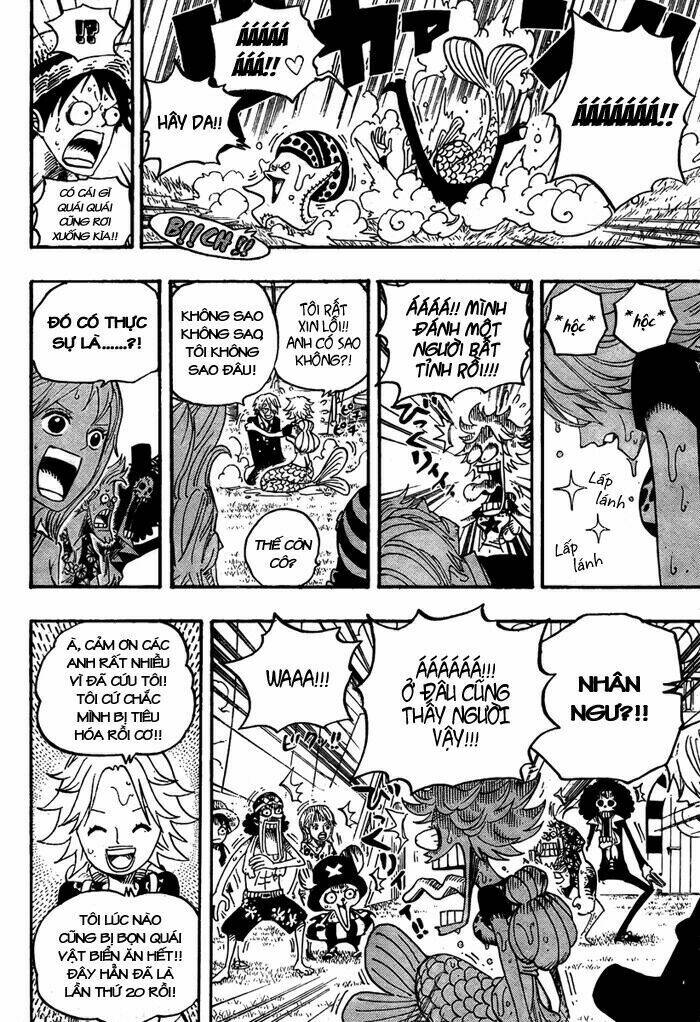 ÁÁÁÁÁÁÁ!!
ÁÁÁÁÁ
ÁÁÁ!! ♡
HÂY DA!!
B!!CH!!
!?
CÓ CÁI GÌ
QUÁI QUÁI
CŨNG RƠI
XUỐNG KÌA!!
*hộc*
*hộc*
Lấp
lánh
Lấp
lánh
ÁÁÁÁ!! MÌNH
ĐÁNH MỘT
NGƯỜI BẤT
TỈNH RỒI!!!
TÔI RẤT
XIN LỖI!!
ANH CÓ SAO
KHÔNG?!
KHÔNG SAO
KHÔNG SAO,
TÔI KHÔNG
SAO ĐÂU!
THẾ CÒN
CÔ?
ĐÓ CÓ THỰC
SỰ LÀ......?!
NHÂN
NGƯ?!!
ÁÁÁÁÁÁ!!!
Ở ĐÂU CŨNG
THẤY NGƯỜI
VẬY!!!
WAAA!!!
À, CẢM ƠN CÁC
ANH RẤT NHIỀU
VÌ ĐÃ CỨU TÔI!
TÔI CỨ CHẮC
MÌNH BỊ TIÊU
HÓA RỒI CƠ!!
TÔI LÚC NÀO
CŨNG BỊ BỌN QUÁI
VẬT BIỂN ĂN HẾT!!
ĐÂY HẲN ĐÃ LÀ
LẦN THỨ 20 RỒI!